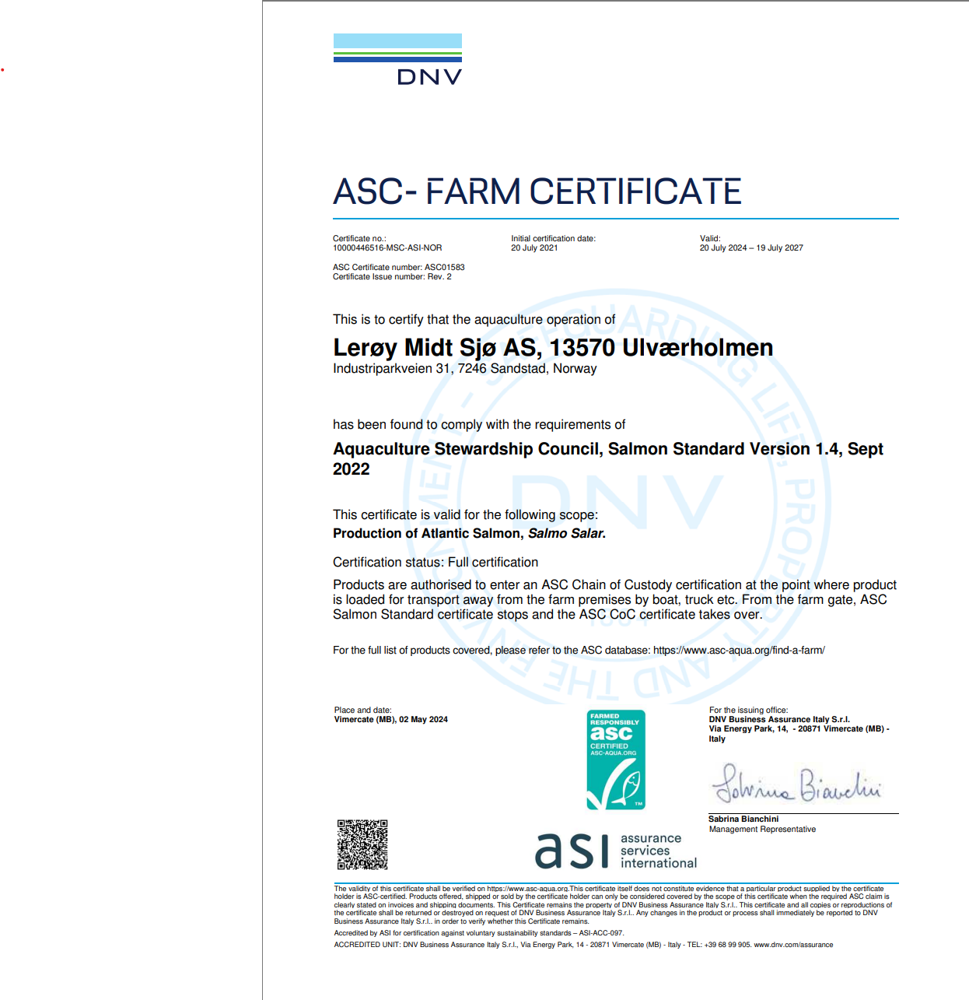 DNV
ASC- FARM CERTIFICATE
Certificate no.:
10000446516-MSC-ASI-NOR
Initial certification date:
20 July 2021
Valid:
20 July 2024 – 19 July 2027
ASC Certificate number: ASC01583
Certificate Issue number: Rev. 2
This is to certify that the aquaculture operation of
Lerøy Midt Sjø AS, 13570 Ulværholmen
Industriparkveien 31, 7246 Sandstad, Norway
has been found to comply with the requirements of
Aquaculture Stewardship Council, Salmon Standard Version 1.4, Sept
2022
This certificate is valid for the following scope:
Production of Atlantic Salmon, Salmo Salar.
Certification status: Full certification
Products are authorised to enter an ASC Chain of Custody certification at the point where product
is loaded for transport away from the farm premises by boat, truck etc. From the farm gate, ASC
Salmon Standard certificate stops and the ASC CoC certificate takes over.
For the full list of products covered, please refer to the ASC database: https://www.asc-aqua.org/find-a-farm/
SAFEGUARDING LIFE, PROPERTY AND THE ENVIRONMENT -
DNV
Place and date:
Vimercate (MB), 02 May 2024
FARMED
RESPONSIBLY
asc
CERTIFIED
ASC-AQUA.ORG
TM
For the issuing office:
DNV Business Assurance Italy S.r.l.
Via Energy Park, 14,  - 20871 Vimercate (MB) -
Italy
Sabrina Bianchini
Sabrina Bianchini
Management Representative
asi assurance
services
international
The validity of this certificate shall be verified on https://www.asc-aqua.org.This certificate itself does not constitute evidence that a particular product supplied by the certificate
holder is ASC-certified. Products offered, shipped or sold by the certificate holder can only be considered covered by the scope of this certificate when the required ASC claim is
clearly stated on invoices and shipping documents. This Certificate remains the property of DNV Business Assurance Italy S.r.l.. This certificate and all copies or reproductions of
the certificate shall be returned or destroyed on request of DNV Business Assurance Italy S.r.l.. Any changes in the product or process shall immediately be reported to DNV
Business Assurance Italy S.r.l.. in order to verify whether this Certificate remains.
Accredited by ASI for certification against voluntary sustainability standards – ASI-ACC-097.
ACCREDITED UNIT: DNV Business Assurance Italy S.r.l., Via Energy Park, 14 - 20871 Vimercate (MB) - Italy - TEL: +39 68 99 905. www.dnv.com/assurance